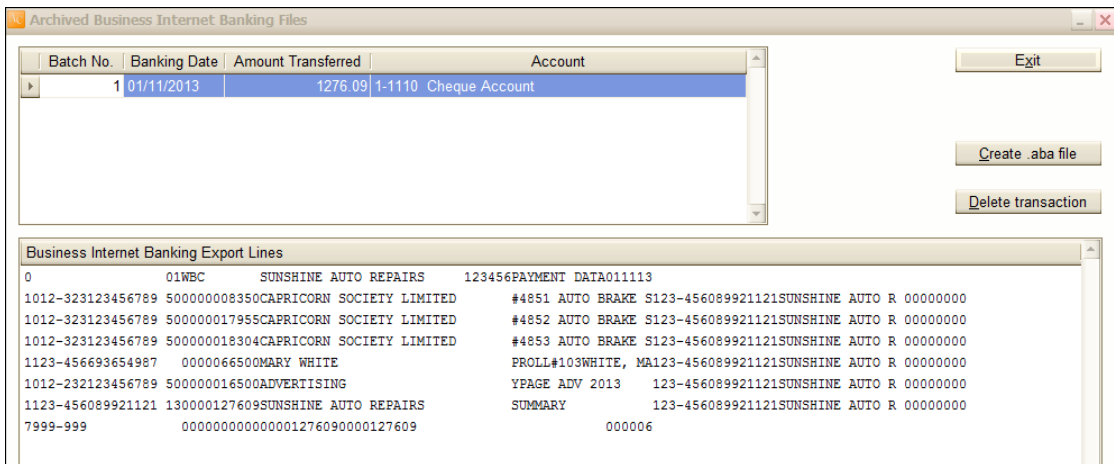 Archived Business Internet Banking Files
Batch No. Banking Date Amount Transferred Account
1 01/11/2013 1276.09 1-1110 Cheque Account
Exit
Create .aba file
Delete transaction
Business Internet Banking Export Lines
0 01WBC SUNSHINE AUTO REPAIRS 123456PAYMENT DATA011113
1012-323123456789 500000008350CAPRICORN SOCIETY LIMITED #4851 AUTO BRAKE S123-456089921121SUNSHINE AUTO R 00000000
1012-323123456789 500000017955CAPRICORN SOCIETY LIMITED #4852 AUTO BRAKE S123-456089921121SUNSHINE AUTO R 00000000
1012-323123456789 500000018304CAPRICORN SOCIETY LIMITED #4853 AUTO BRAKE S123-456089921121SUNSHINE AUTO R 00000000
1123-456693654987 0000066500MARY WHITE PROLL#103WHITE, MA123-456089921121SUNSHINE AUTO R 00000000
1012-232123456789 500000016500ADVERTISING YPAGE ADV 2013 123-456089921121SUNSHINE AUTO R 00000000
1123-456089921121 130000127609SUNSHINE AUTO REPAIRS SUMMARY 123-456089921121SUNSHINE AUTO R 00000000
7999-999 000000000000001276090000127609 000006